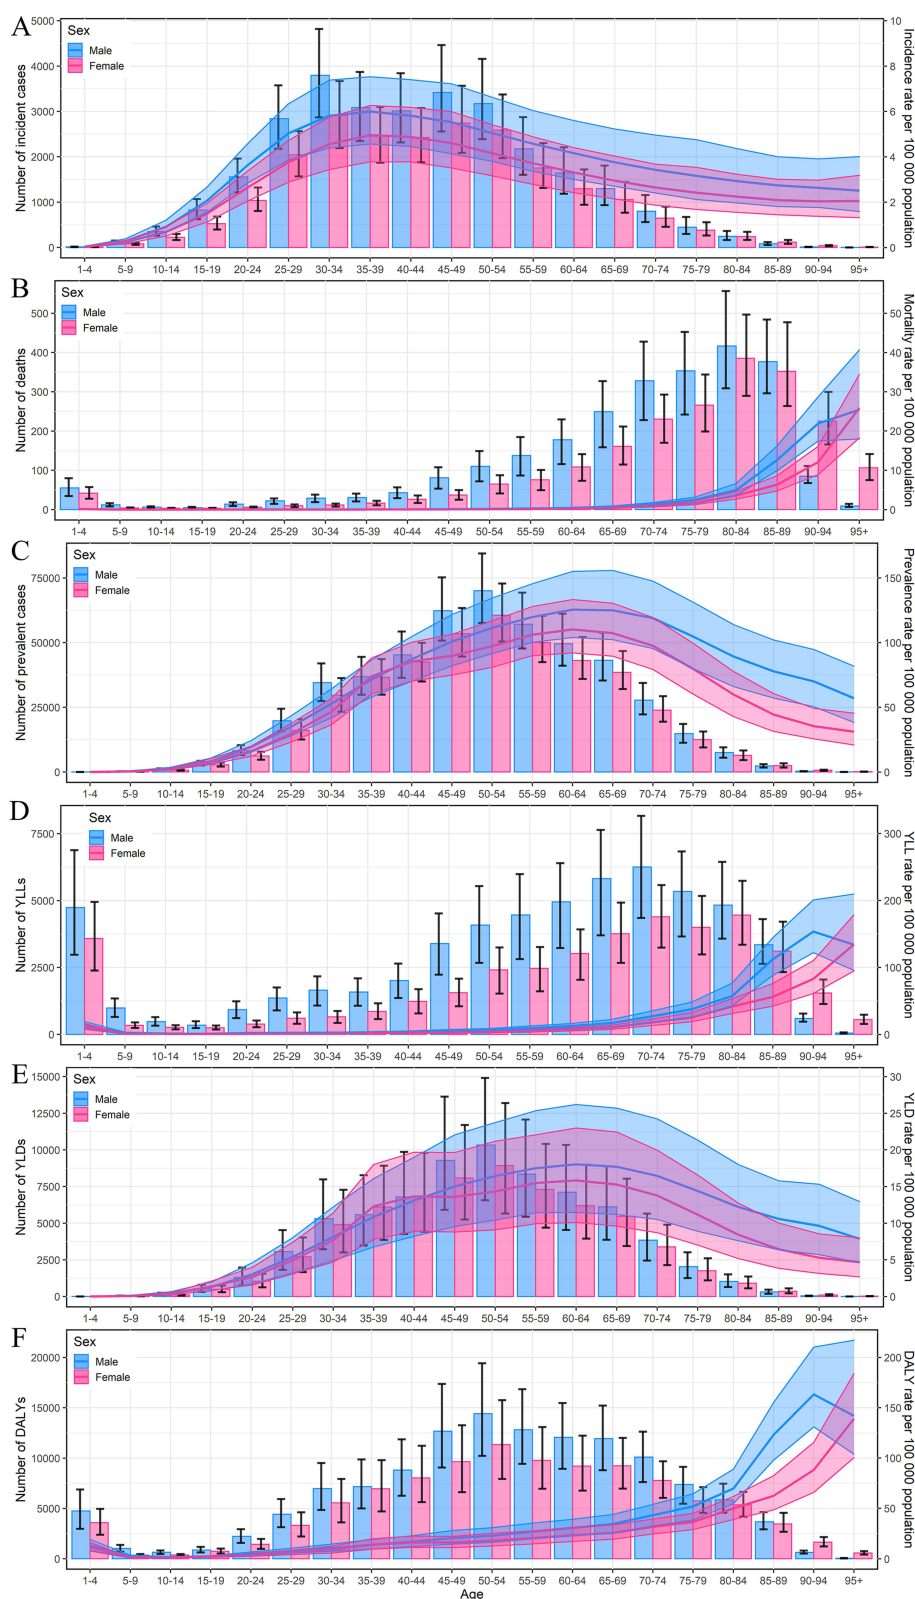 A
Sex
Male
Female
5000
4000
3000
2000
1000
0
Number of incident cases
10
8
6
4
2
0
Incidence rate per 100 000 population
1-4 5-9 10-14 15-19 20-24 25-29 30-34 35-39 40-44 45-49 50-54 55-59 60-64 65-69 70-74 75-79 80-84 85-89 90-94 95+
B
Sex
Male
Female
500
400
300
200
100
0
Number of deaths
50
40
30
20
10
0
Mortality rate per 100 000 population
1-4 5-9 10-14 15-19 20-24 25-29 30-34 35-39 40-44 45-49 50-54 55-59 60-64 65-69 70-74 75-79 80-84 85-89 90-94 95+
C
Sex
Male
Female
75000
50000
25000
0
Number of prevalent cases
150
100
50
0
Prevalence rate per 100 000 population
1-4 5-9 10-14 15-19 20-24 25-29 30-34 35-39 40-44 45-49 50-54 55-59 60-64 65-69 70-74 75-79 80-84 85-89 90-94 95+
D
Sex
Male
Female
7500
5000
2500
0
Number of YLLs
300
200
100
0
YLL rate per 100 000 population
1-4 5-9 10-14 15-19 20-24 25-29 30-34 35-39 40-44 45-49 50-54 55-59 60-64 65-69 70-74 75-79 80-84 85-89 90-94 95+
E
Sex
Male
Female
15000
12500
10000
7500
5000
2500
0
Number of YLDs
30
25
20
15
10
5
0
YLD rate per 100 000 population
1-4 5-9 10-14 15-19 20-24 25-29 30-34 35-39 40-44 45-49 50-54 55-59 60-64 65-69 70-74 75-79 80-84 85-89 90-94 95+
F
Sex
Male
Female
20000
15000
10000
5000
0
Number of DALYs
200
150
100
50
0
DALY rate per 100 000 population
1-4 5-9 10-14 15-19 20-24 25-29 30-34 35-39 40-44 45-49 50-54 55-59 60-64 65-69 70-74 75-79 80-84 85-89 90-94 95+
Age